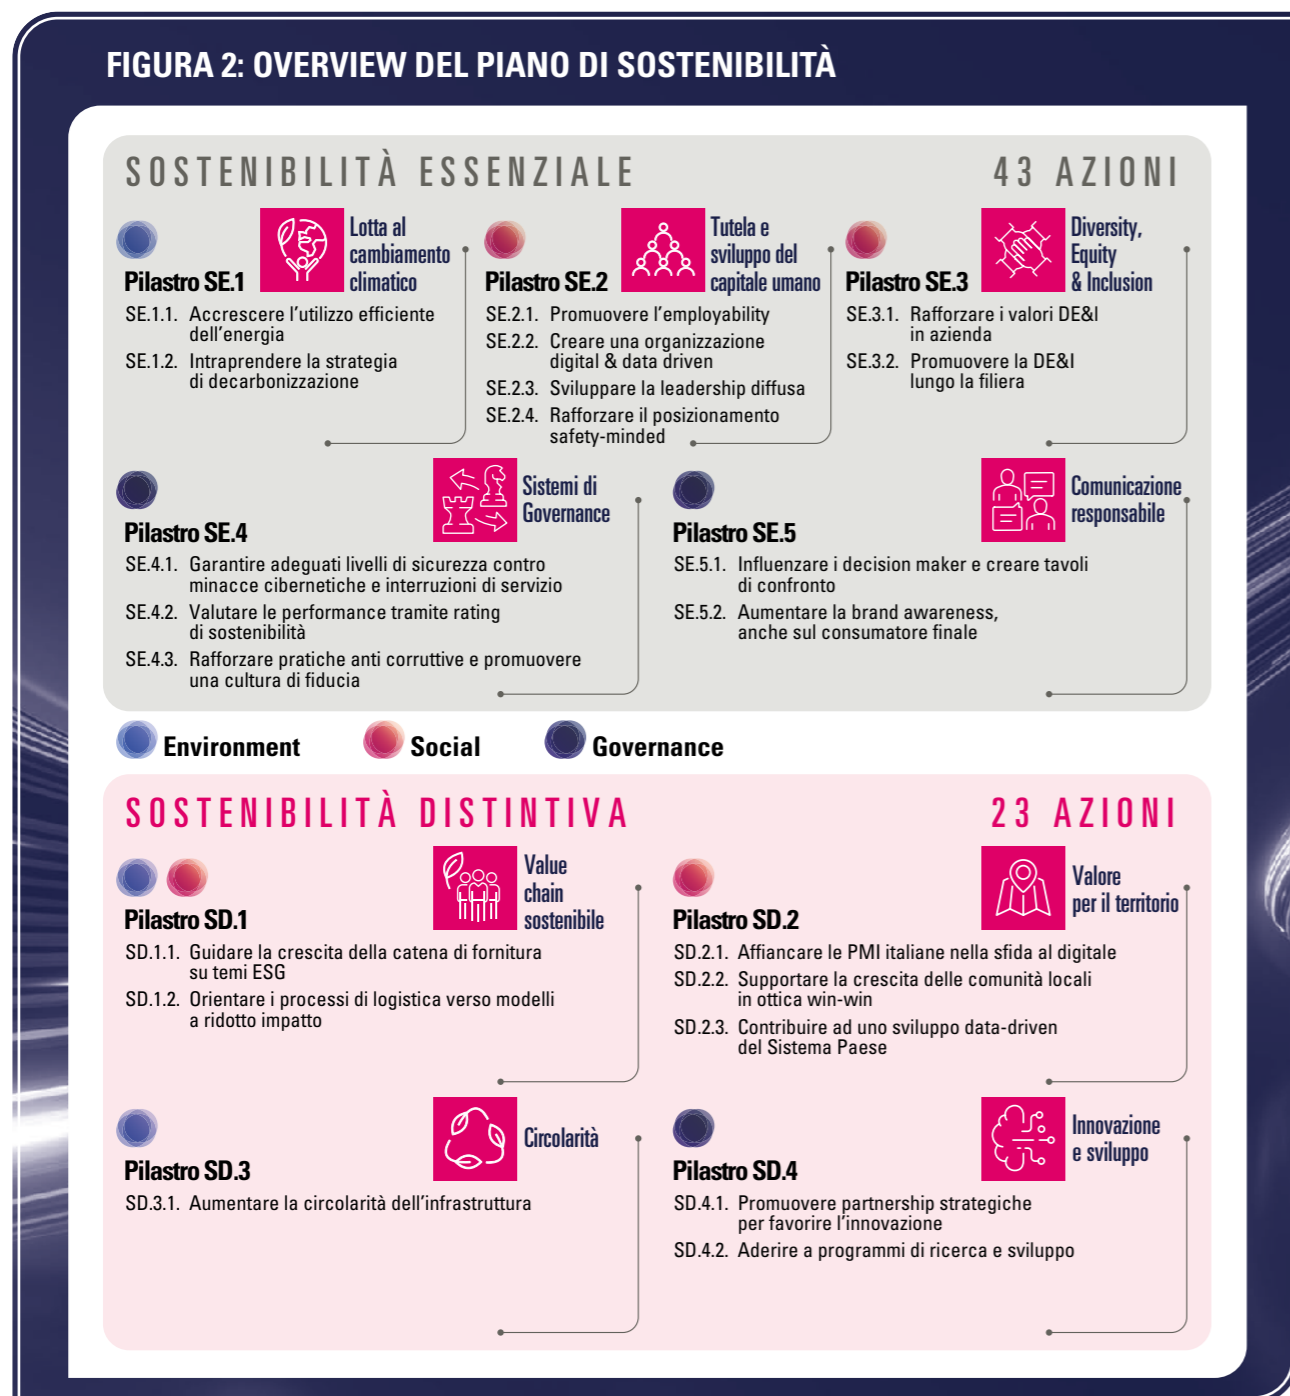 FIGURA 2: OVERVIEW DEL PIANO DI SOSTENIBILITÀ
SOSTENIBILITÀ ESSENZIALE
43 AZIONI
Pilastro SE.1
Lotta al
cambiamento
climatico
SE.1.1. Accrescere l'utilizzo efficiente
dell'energia
SE.1.2. Intraprendere la strategia
di decarbonizzazione
Pilastro SE.2
Tutela e
sviluppo del
capitale umano
SE.2.1. Promuovere l'employability
SE.2.2. Creare una organizzazione
digital & data driven
SE.2.3. Sviluppare la leadership diffusa
SE.2.4. Rafforzare il posizionamento
safety-minded
Pilastro SE.3
Diversity,
Equity
& Inclusion
SE.3.1. Rafforzare i valori DE&I
in azienda
SE.3.2. Promuovere la DE&I
lungo la filiera
Pilastro SE.4
Sistemi di
Governance
SE.4.1. Garantire adeguati livelli di sicurezza contro
minacce cibernetiche e interruzioni di servizio
SE.4.2. Valutare le performance tramite rating
di sostenibilità
SE.4.3. Rafforzare pratiche anti corruttive e promuovere
una cultura di fiducia
Pilastro SE.5
Comunicazione
responsabile
SE.5.1. Influenzare i decision maker e creare tavoli
di confronto
SE.5.2. Aumentare la brand awareness,
anche sul consumatore finale
Environment
Social
Governance
SOSTENIBILITÀ DISTINTIVA
23 AZIONI
Pilastro SD.1
Value
chain
sostenibile
SD.1.1. Guidare la crescita della catena di fornitura
su temi ESG
SD.1.2. Orientare i processi di logistica verso modelli
a ridotto impatto
Pilastro SD.2
Valore
per il territorio
SD.2.1. Affiancare le PMI italiane nella sfida al digitale
SD.2.2. Supportare la crescita delle comunità locali
in ottica win-win
SD.2.3. Contribuire ad uno sviluppo data-driven
del Sistema Paese
Pilastro SD.3
Circolarità
SD.3.1. Aumentare la circolarità dell'infrastruttura
Pilastro SD.4
Innovazione
e sviluppo
SD.4.1. Promuovere partnership strategiche
per favorire l'innovazione
SD.4.2. Aderire a programmi di ricerca e sviluppo